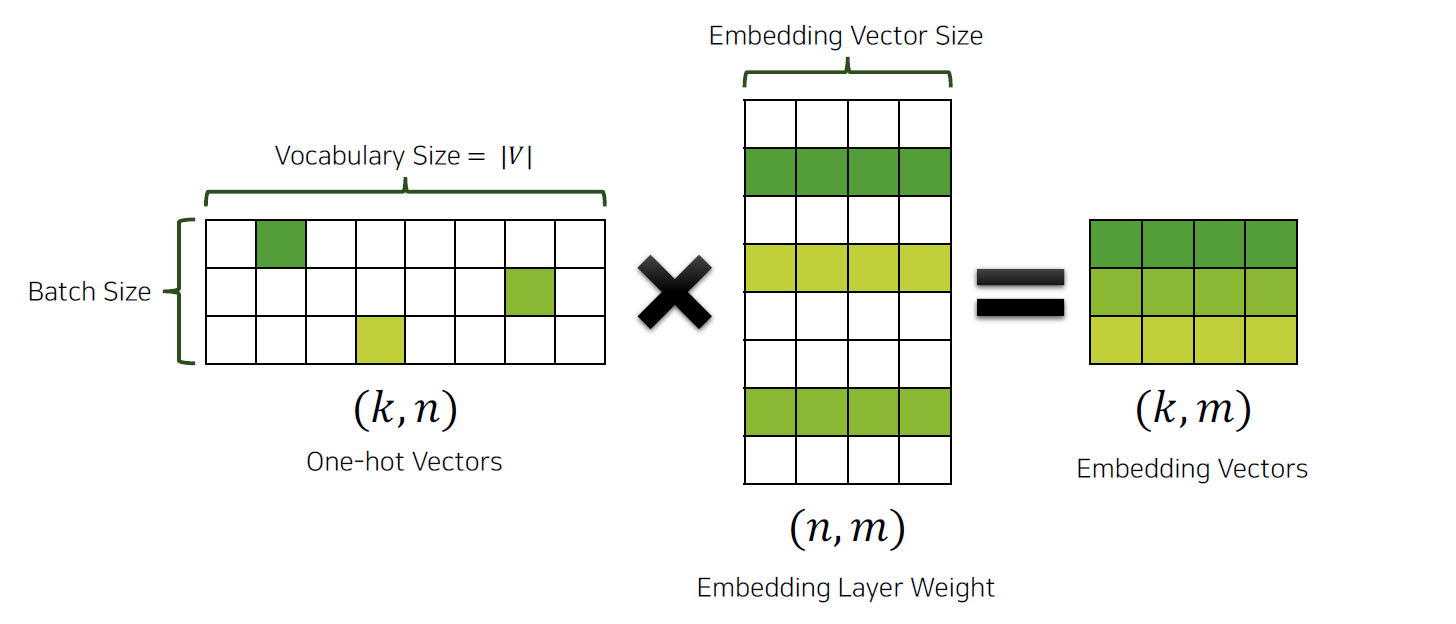 Embedding Vector Size
Vocabulary Size = |V|
Batch Size
(k, n)
One-hot Vectors
(n, m)
Embedding Layer Weight
(k, m)
Embedding Vectors